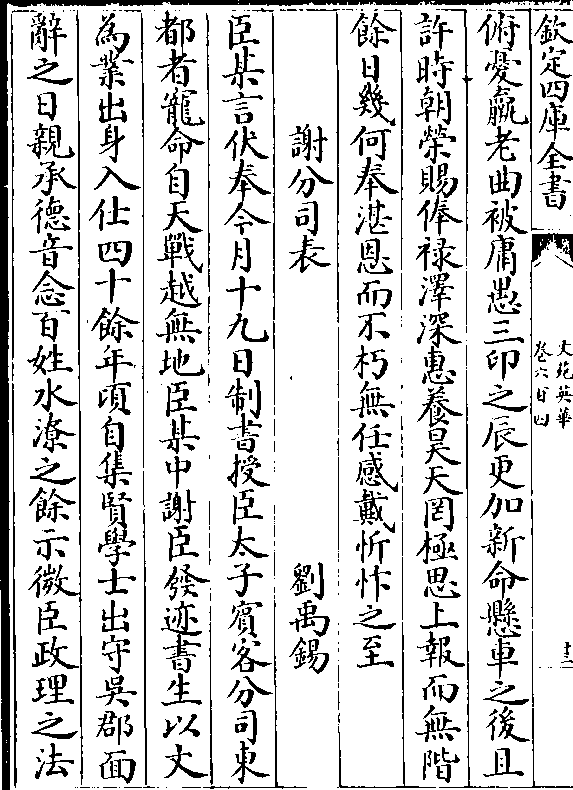 欽定四庫全書
文苑英華
卷六百四
十三
俯憂羸老曲被庸愚三印之辰更加新命懸車之後且
許時朝榮賜俸禄澤深惠養昊天罔極思上報而無階
餘日幾何奉湛恩而不朽無任感戴忻怍之至
謝分司表
劉禹錫
臣某言伏奉今月十九日制書授臣太子賓客分司東
都者寵命自天戰越無地臣某中謝臣發迹書生以文
為業出身入仕四十餘年頃自集賢學士出守吳郡面
辭之日親承德音念百姓水潦之餘示微臣政理之法